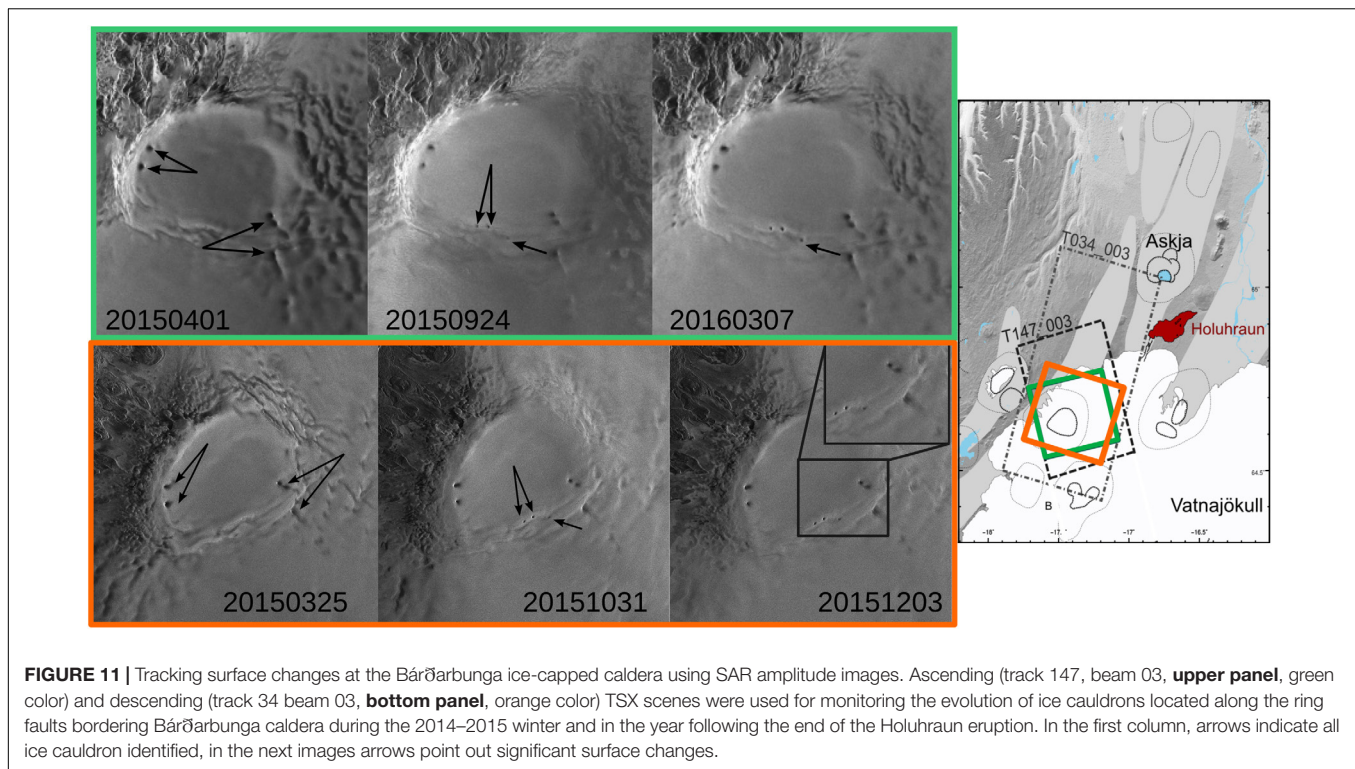 20150401
20150924
20160307
20150325
20151031
20151203
T034_003
Askja
T147_003
Holuhraun
Vatnajökull
B
65
64.5
-18
-17.5
-17
-16.5
FIGURE 11 | Tracking surface changes at the Bárðarbunga ice-capped caldera using SAR amplitude images. Ascending (track 147, beam 03, upper panel, green
color) and descending (track 34 beam 03, bottom panel, orange color) TSX scenes were used for monitoring the evolution of ice cauldrons located along the ring
faults bordering Bárðarbunga caldera during the 2014–2015 winter and in the year following the end of the Holuhraun eruption. In the first column, arrows indicate all
ice cauldron identified, in the next images arrows point out significant surface changes.